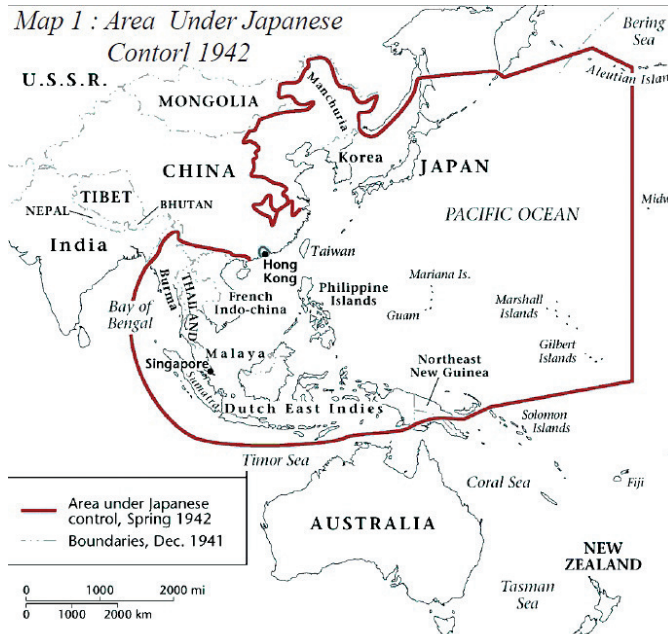 Map 1 : Area Under Japanese
Contorl 1942
Bering
Sea
Aleutian Islan
U.S.S.R.
MONGOLIA
Manchuria
Korea
JAPAN
CHINA
TIBET
NEPAL
BHUTAN
India
PACIFIC OCEAN
Midw
Taiwan
Hong
Kong
Burma
THAILAND
French
Indo-china
Philippine
Islands
Mariana Is.
Guam
Marshall
Islands
Gilbert
Islands
Bay of
Bengal
Singapore
Malaya
Sumatra
Northeast
New Guinea
Dutch East Indies
Solomon
Islands
Timor Sea
Coral Sea
Fiji
AUSTRALIA
NEW
ZEALAND
Tasman
Sea
Area under Japanese
control, Spring 1942
Boundaries, Dec. 1941
0 1000 2000 mi
0 1000 2000 km